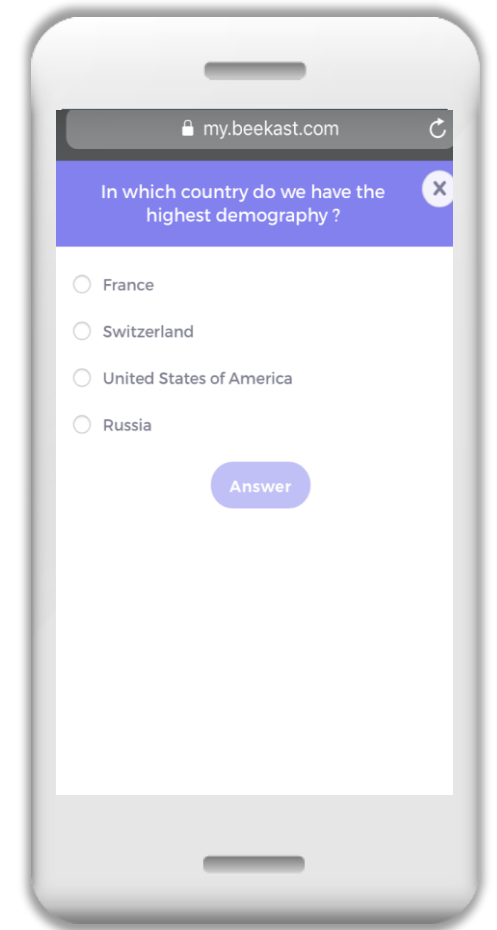 my.beekast.com
In which country do we have the
highest demography ?
France
Switzerland
United States of America
Russia
Answer